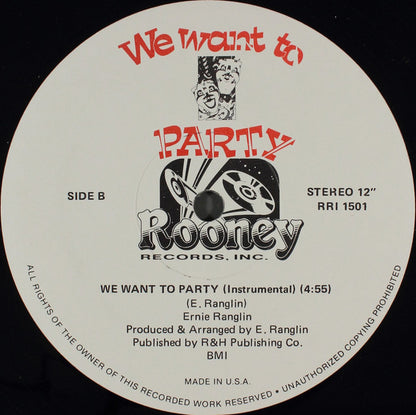 We want to
PARTY
SIDE B
STEREO 12"
RRI 1501
Rooney
RECORDS, INC.
WE WANT TO PARTY (Instrumental) (4:55)
(E. Ranglin)
Ernie Ranglin
Produced & Arranged by E. Ranglin
Published by R&H Publishing Co.
BMI
MADE IN U.S.A.
ALL RIGHTS OF THE OWNER OF THIS RECORDED WORK RESERVED • UNAUTHORIZED COPYING PROHIBITED